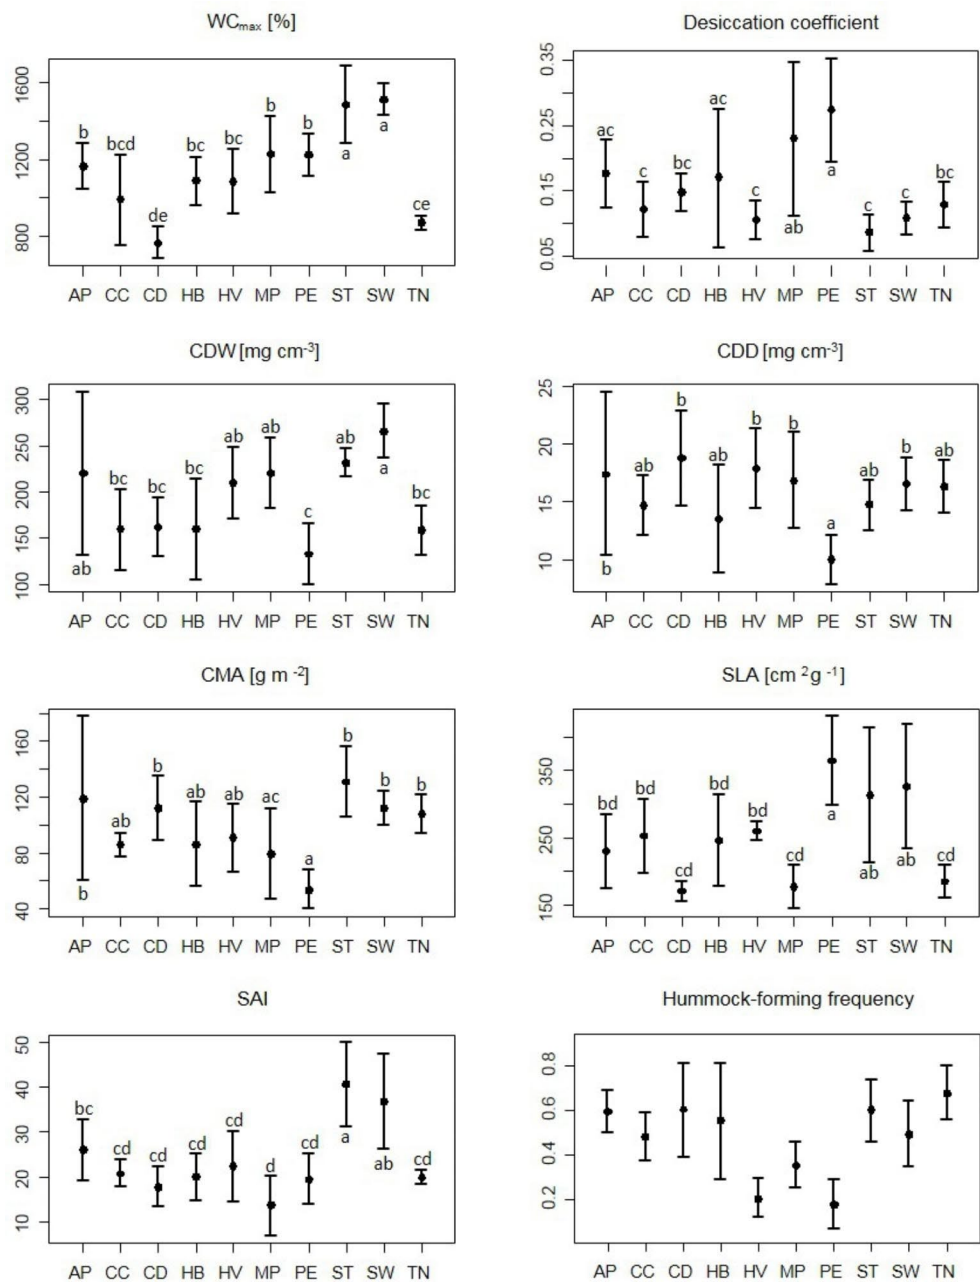 WCmax [%]
1600
1200
800
b bcd de bc bc b b a a ce
AP CC CD HB HV MP PE ST SW TN
Desiccation coefficient
0.35
0.25
0.15
0.05
ac c bc ac c ab a c c bc
AP CC CD HB HV MP PE ST SW TN
CDW [mg cm-3]
300
250
200
150
100
ab bc bc bc ab ab c ab a bc
AP CC CD HB HV MP PE ST SW TN
CDD [mg cm-3]
25
20
15
10
b ab b ab b b a ab b ab
AP CC CD HB HV MP PE ST SW TN
CMA [g m -2]
160
120
80
40
b ab b ab ab ac a b b b
AP CC CD HB HV MP PE ST SW TN
SLA [cm 2g -1]
350
250
150
bd bd cd bd bd cd a ab ab cd
AP CC CD HB HV MP PE ST SW TN
SAI
50
40
30
20
10
bc cd cd cd cd d cd a ab cd
AP CC CD HB HV MP PE ST SW TN
Hummock-forming frequency
0.8
0.6
0.4
0.2
AP CC CD HB HV MP PE ST SW TN